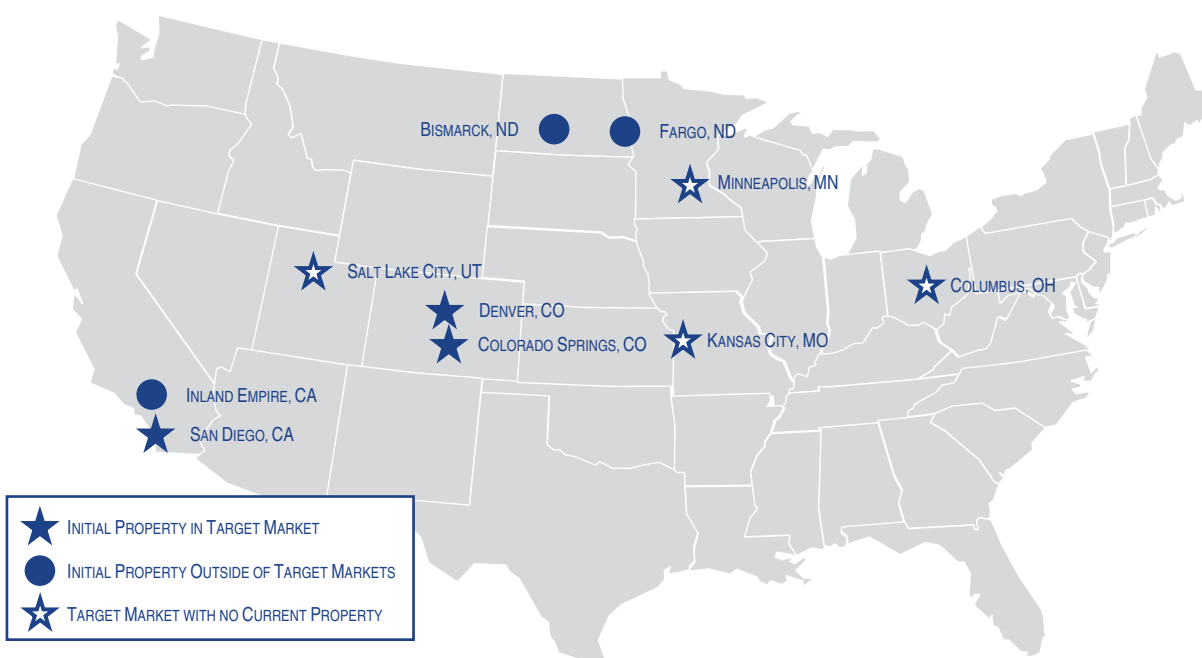 BISMARCK, ND
FARGO, ND
MINNEAPOLIS, MN
SALT LAKE CITY, UT
COLUMBUS, OH
DENVER, CO
COLORADO SPRINGS, CO
KANSAS CITY, MO
INLAND EMPIRE, CA
SAN DIEGO, CA
INITIAL PROPERTY IN TARGET MARKET
INITIAL PROPERTY OUTSIDE OF TARGET MARKETS
TARGET MARKET WITH NO CURRENT PROPERTY